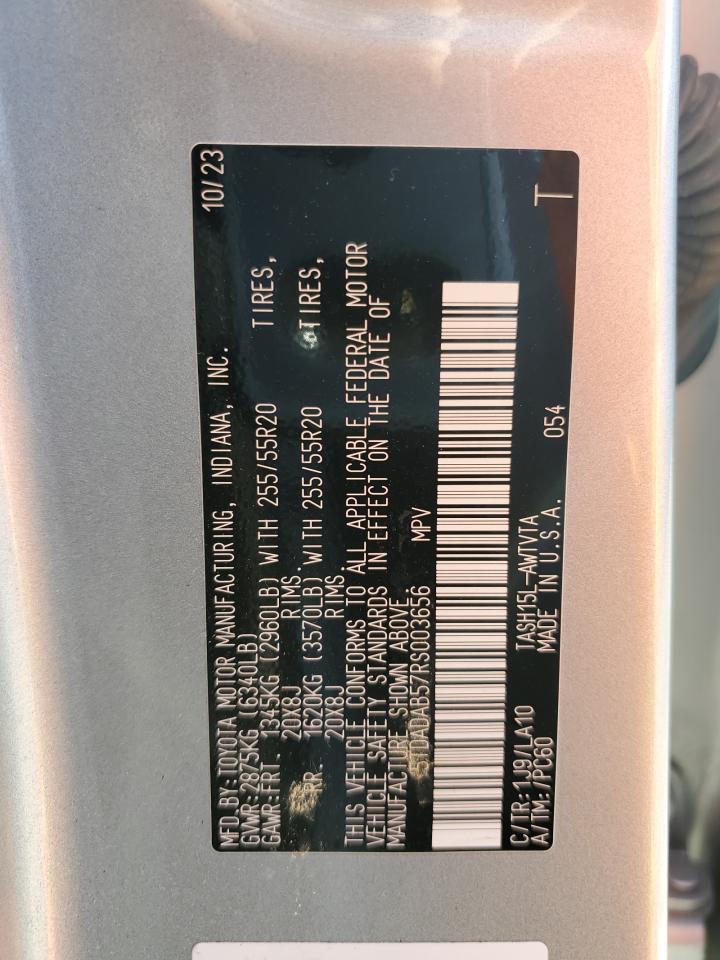 MFD. BY: TOYOTA MOTOR MANUFACTURING, INDIANA, INC. 10/23
GVWR: 2875KG (6340LB)
GAWR: FRT 1345KG (2960LB) WITH 255/55R20 TIRES,
20X8J RIMS.
RR 1620KG (3570LB) WITH 255/55R20 TIRES,
20X8J RIMS.
THIS VEHICLE CONFORMS TO ALL APPLICABLE FEDERAL MOTOR
VEHICLE SAFETY STANDARDS IN EFFECT ON THE DATE OF
MANUFACTURE SHOWN ABOVE.
5TDADAB57RS003656 MPV
C/TR: 1J9/LA10 TASH15L-AWTVTA T
A/TM: /PC60 MADE IN U.S.A. 054